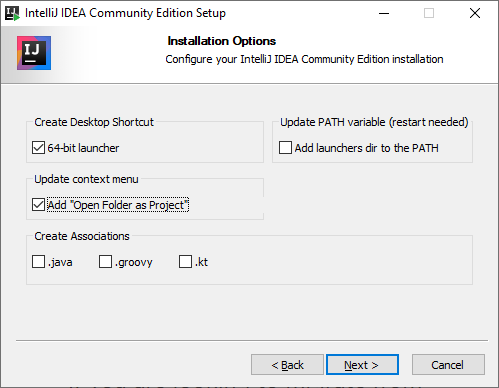 IntelliJ IDEA Community Edition Setup
IJ
Installation Options
Configure your IntelliJ IDEA Community Edition installation
Create Desktop Shortcut
64-bit launcher
Update PATH variable (restart needed)
Add launchers dir to the PATH
Update context menu
Add "Open Folder as Project"
Create Associations
.java .groovy .kt
< Back Next > Cancel